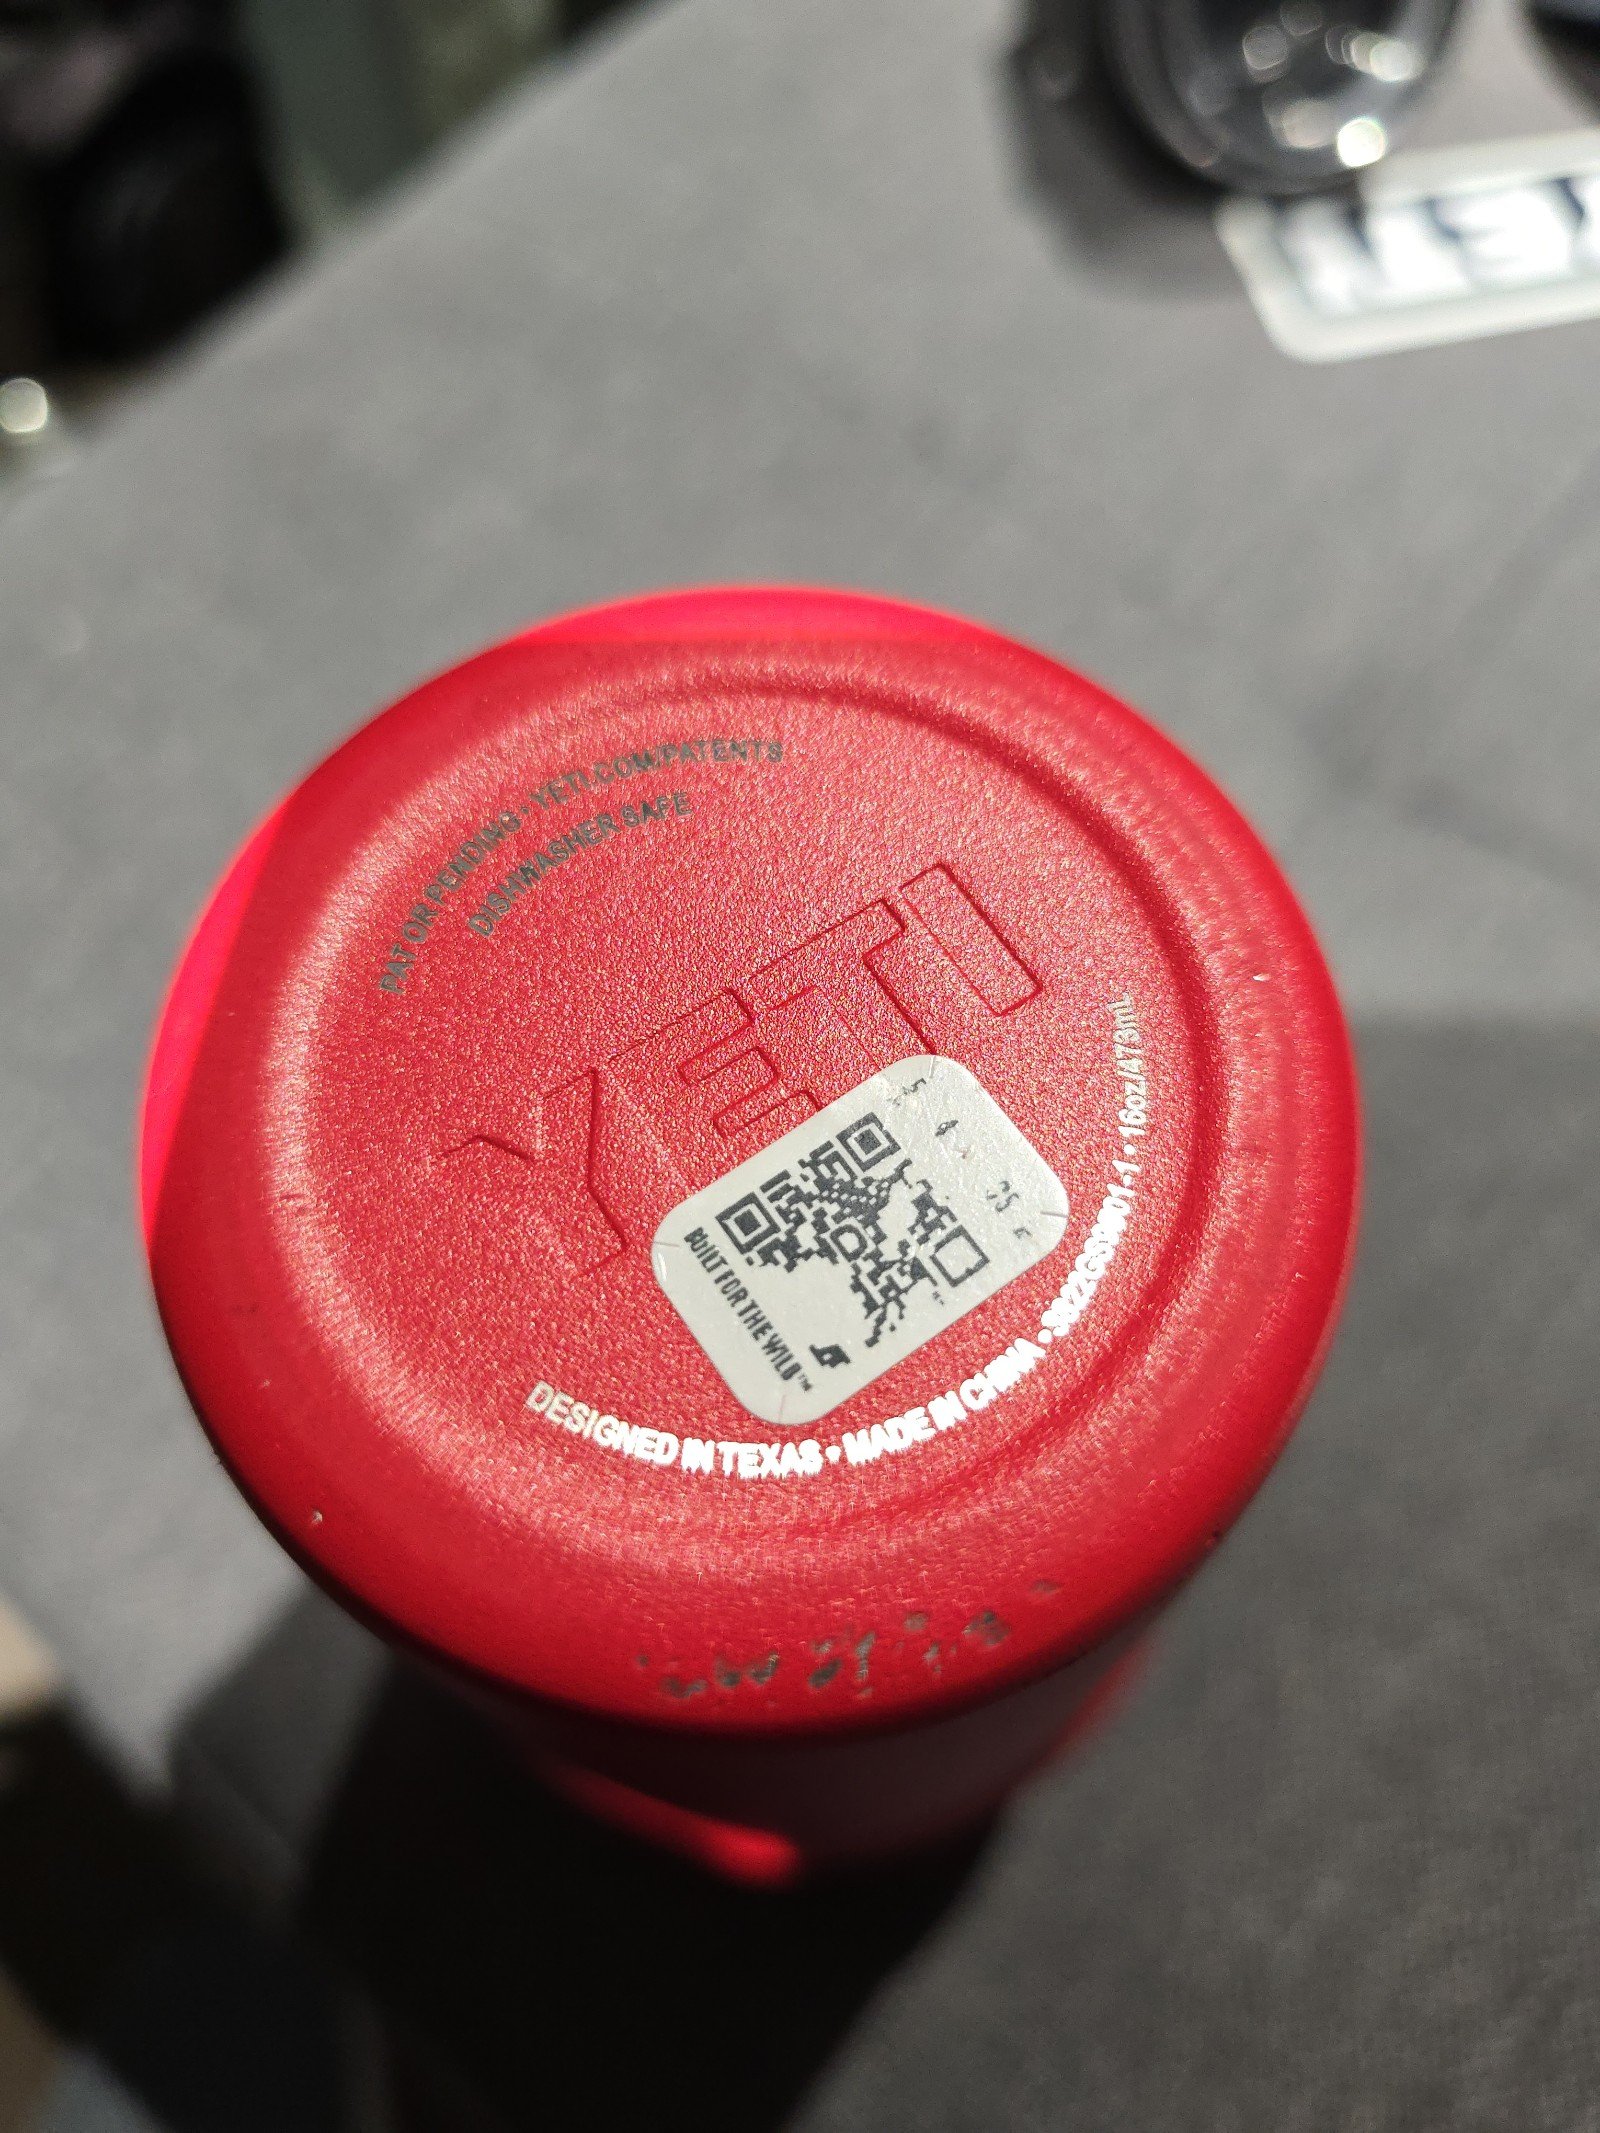 PAT OR PENDING • YETI.COM/PATENTS
DISHWASHER SAFE
YETI
BUILT FOR THE WILD™
DESIGNED IN TEXAS • MADE IN CHINA • 16oz/473mL